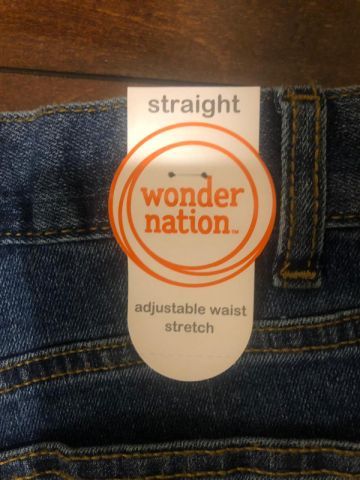 straight
wonder
nation™
adjustable waist
stretch